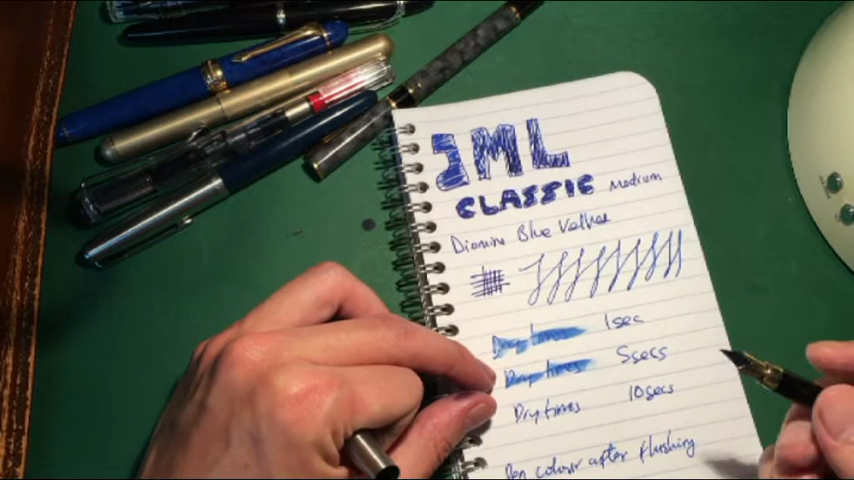 JML
CLASSIC Medium
Diamine Blue Velvet
Dry times 1sec
Dry times 5secs
Dry times 10secs
Pen colour after flushing